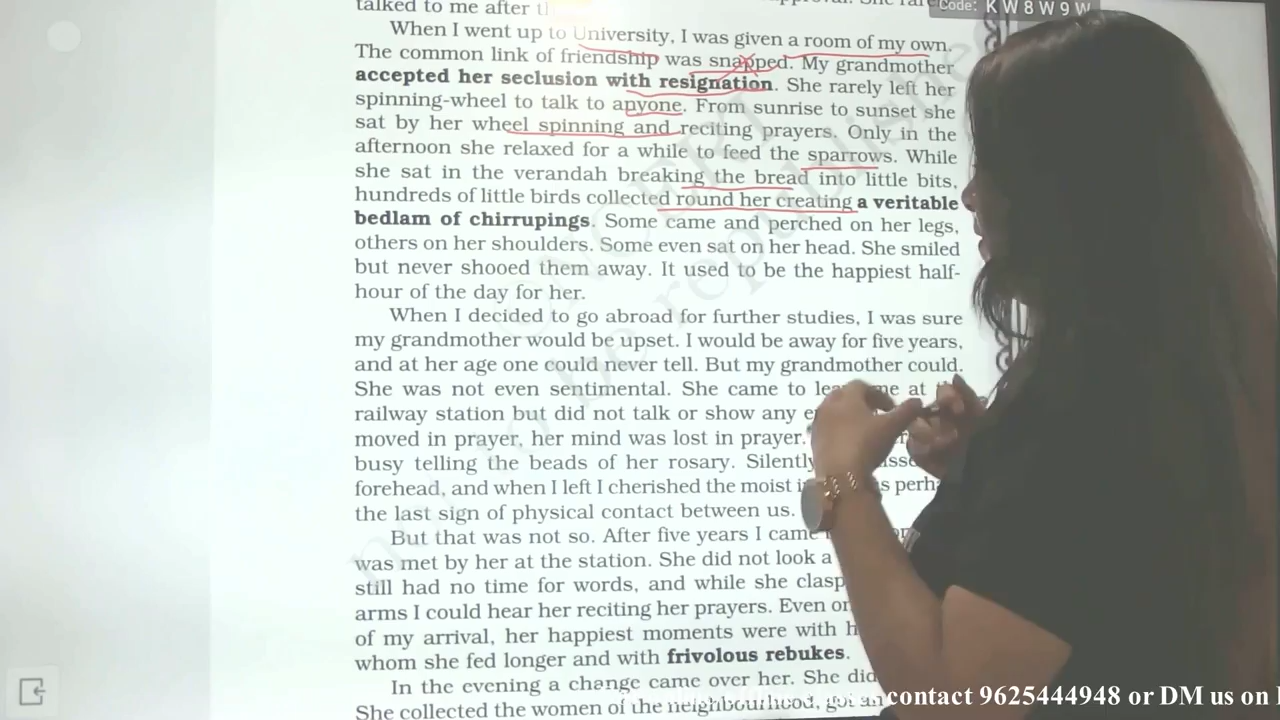 talked to me after
Code: K W 8 W 9 W
When I went up to University, I was given a room of my own.
The common link of friendship was snapped. My grandmother
accepted her seclusion with resignation. She rarely left her
spinning-wheel to talk to anyone. From sunrise to sunset she
sat by her wheel spinning and reciting prayers. Only in the
afternoon she relaxed for a while to feed the sparrows. While
she sat in the verandah breaking the bread into little bits,
hundreds of little birds collected round her creating a veritable
bedlam of chirrupings. Some came and perched on her legs,
others on her shoulders. Some even sat on her head. She smiled
but never shooed them away. It used to be the happiest half-
hour of the day for her.
When I decided to go abroad for further studies, I was sure
my grandmother would be upset. I would be away for five years,
and at her age one could never tell. But my grandmother could.
She was not even sentimental. She came to me at
railway station but did not talk or show any
moved in prayer, her mind was lost in prayer.
busy telling the beads of her rosary. Silently
forehead, and when I left I cherished the moist
the last sign of physical contact between us.
But that was not so. After five years I came
was met by her at the station. She did not look a
still had no time for words, and while she
arms I could hear her reciting her prayers. Even
of my arrival, her happiest moments were with
whom she fed longer and with frivolous rebukes.
In the evening a change came over her. She
She collected the women of the neighbourhood,
contact 9625444948 or DM us on
not be republished